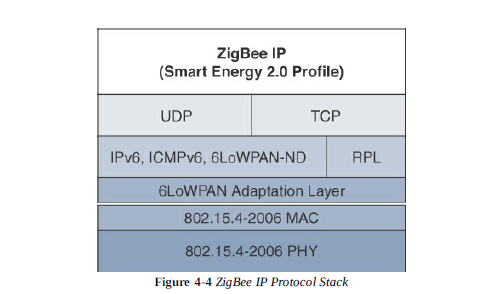 ZigBee IP
(Smart Energy 2.0 Profile)
UDP
TCP
IPv6, ICMPv6, 6LoWPAN-ND
RPL
6LoWPAN Adaptation Layer
802.15.4-2006 MAC
802.15.4-2006 PHY
Figure 4-4 ZigBee IP Protocol Stack